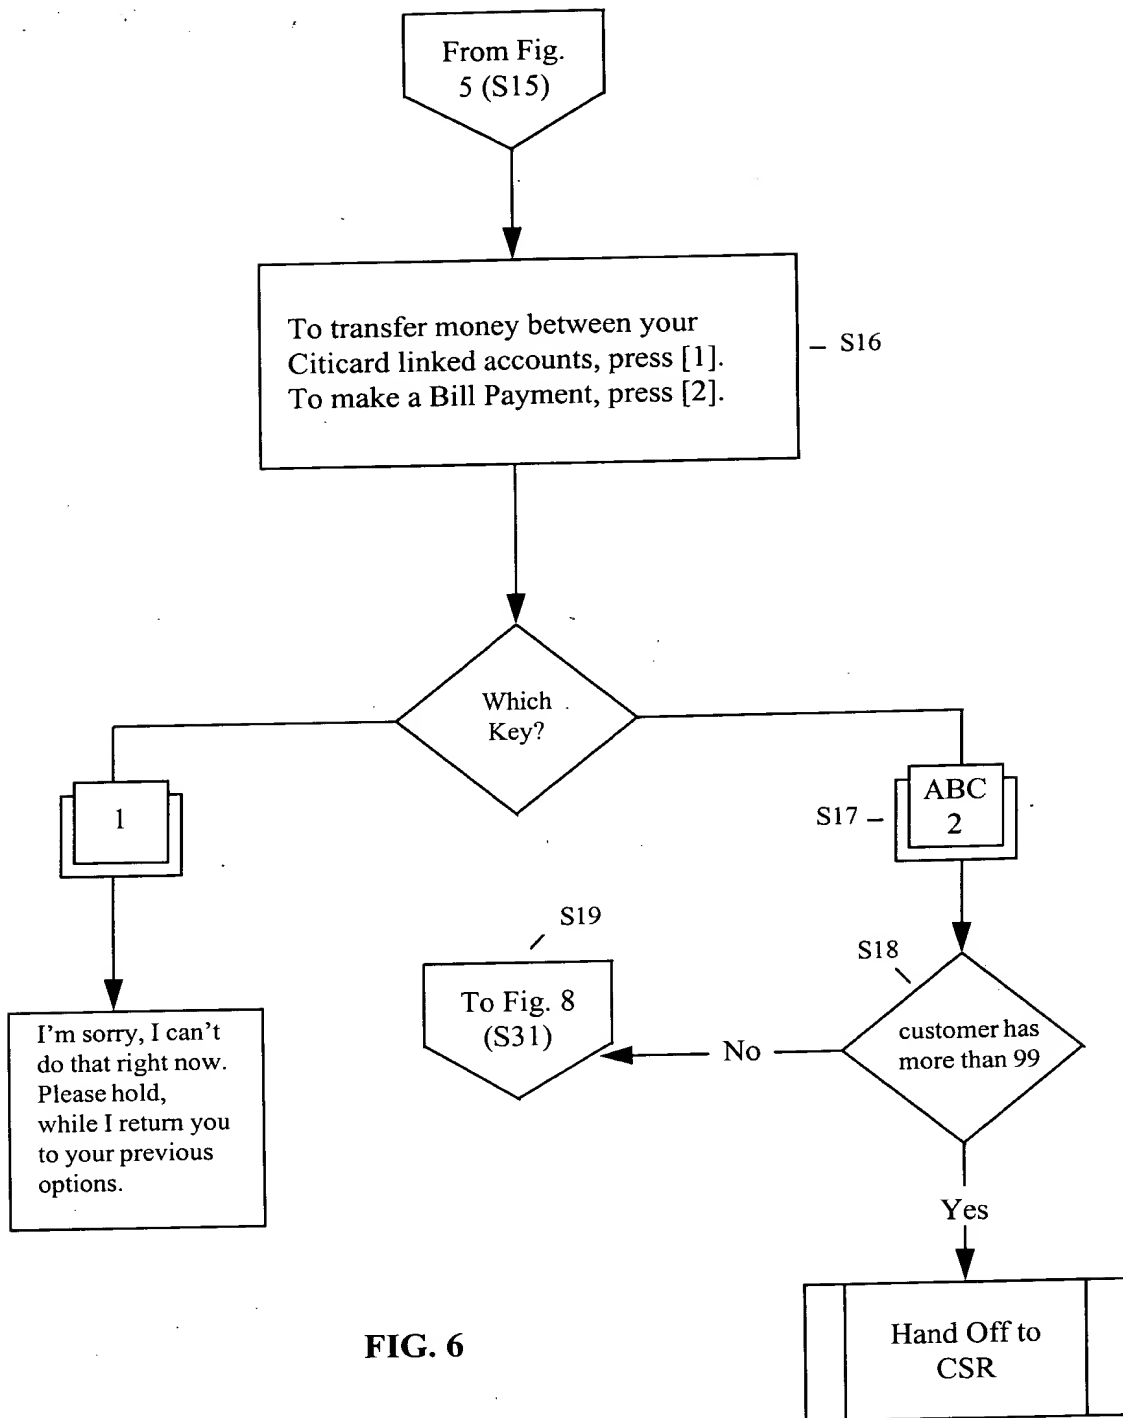 From Fig.
5 (S15)
To transfer money between your
Citicard linked accounts, press [1].
To make a Bill Payment, press [2].
– S16
Which
Key?
1
S17 –
ABC
2
S19
S18
To Fig. 8
(S31)
No
customer has
more than 99
I'm sorry, I can't
do that right now.
Please hold,
while I return you
to your previous
options.
Yes
Hand Off to
CSR
FIG. 6